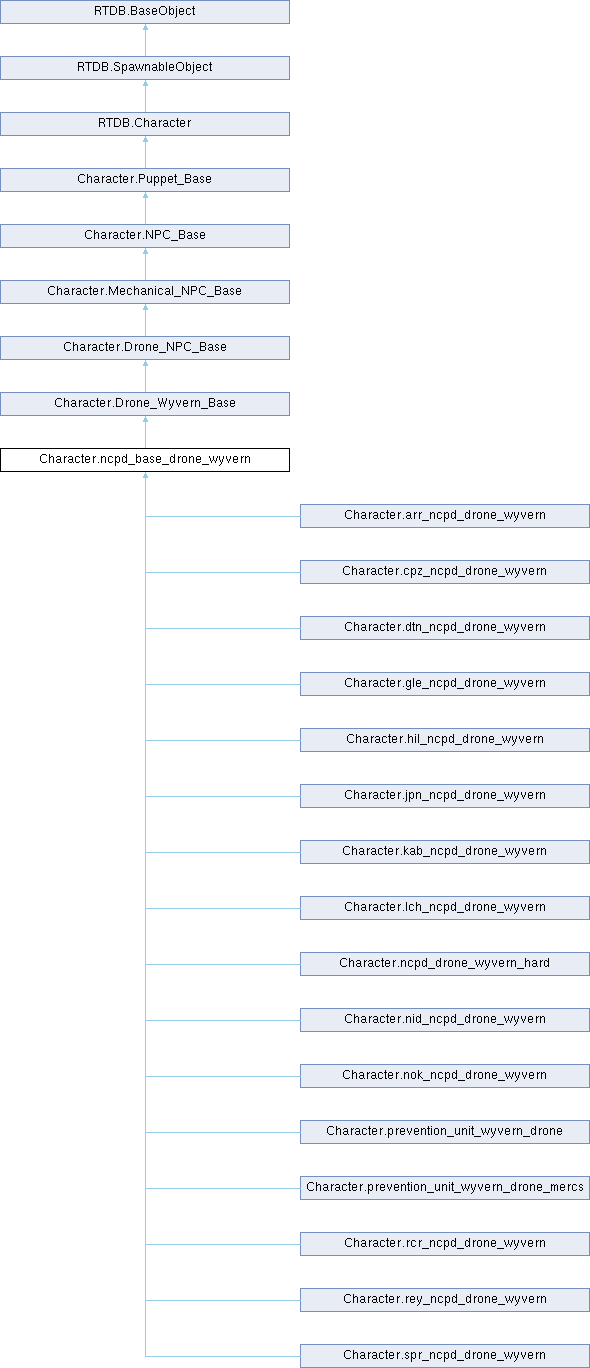 RTDB.BaseObject
RTDB.SpawnableObject
RTDB.Character
Character.Puppet_Base
Character.NPC_Base
Character.Mechanical_NPC_Base
Character.Drone_NPC_Base
Character.Drone_Wyvern_Base
Character.ncpd_base_drone_wyvern
Character.arr_ncpd_drone_wyvern
Character.cpz_ncpd_drone_wyvern
Character.dtn_ncpd_drone_wyvern
Character.gle_ncpd_drone_wyvern
Character.hil_ncpd_drone_wyvern
Character.jpn_ncpd_drone_wyvern
Character.kab_ncpd_drone_wyvern
Character.lch_ncpd_drone_wyvern
Character.ncpd_drone_wyvern_hard
Character.nid_ncpd_drone_wyvern
Character.nok_ncpd_drone_wyvern
Character.prevention_unit_wyvern_drone
Character.prevention_unit_wyvern_drone_mercs
Character.rcr_ncpd_drone_wyvern
Character.rey_ncpd_drone_wyvern
Character.spr_ncpd_drone_wyvern